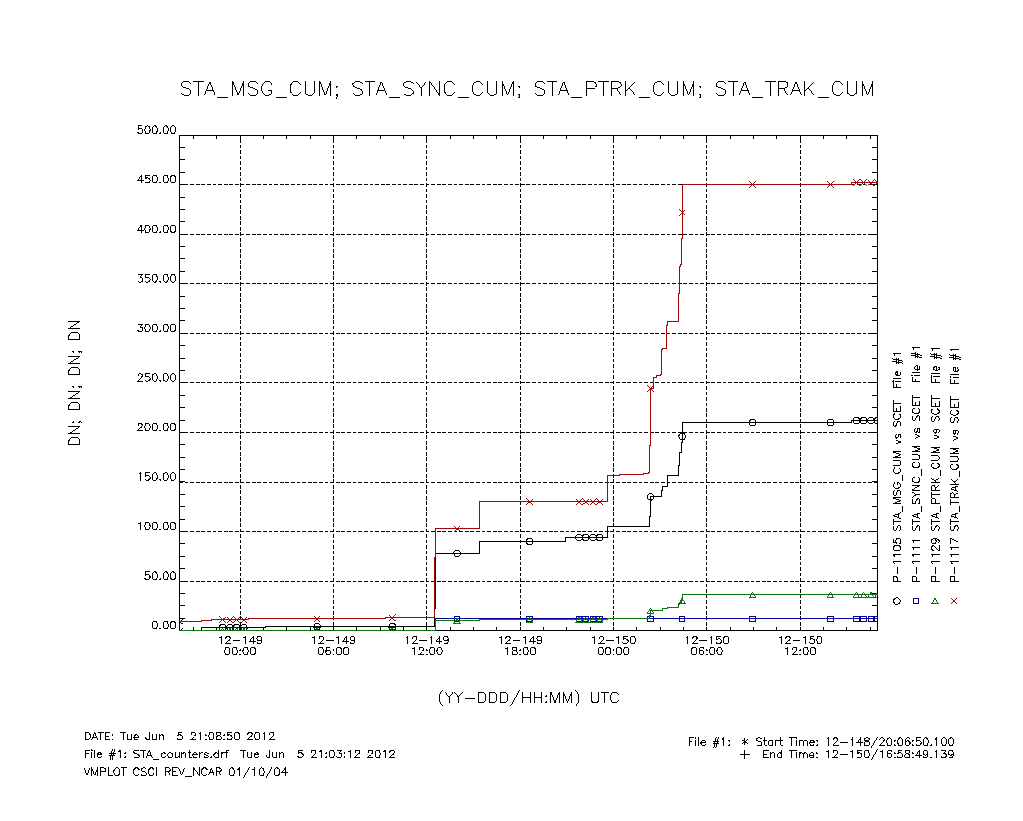 STA_MSG_CUM; STA_SYNC_CUM; STA_PTRK_CUM; STA_TRAK_CUM
500.00
450.00
400.00
350.00
300.00
250.00
200.00
150.00
100.00
50.00
0.00
DN; DN; DN; DN
12-149 12-149 12-149 12-149 12-150 12-150 12-150
00:00 06:00 12:00 18:00 00:00 06:00 12:00
(YY-DDD/HH:MM) UTC
P-1105 STA_MSG_CUM vs SCET File #1
P-1111 STA_SYNC_CUM vs SCET File #1
P-1129 STA_PTRK_CUM vs SCET File #1
P-1117 STA_TRAK_CUM vs SCET File #1
DATE: Tue Jun 5 21:08:50 2012
File #1: STA_counters.drf Tue Jun 5 21:03:12 2012
VMPLOT CSCI REV_NCAR 01/10/04
File #1: * Start Time: 12-148/20:06:50.100
+ End Time: 12-150/16:58:49.139